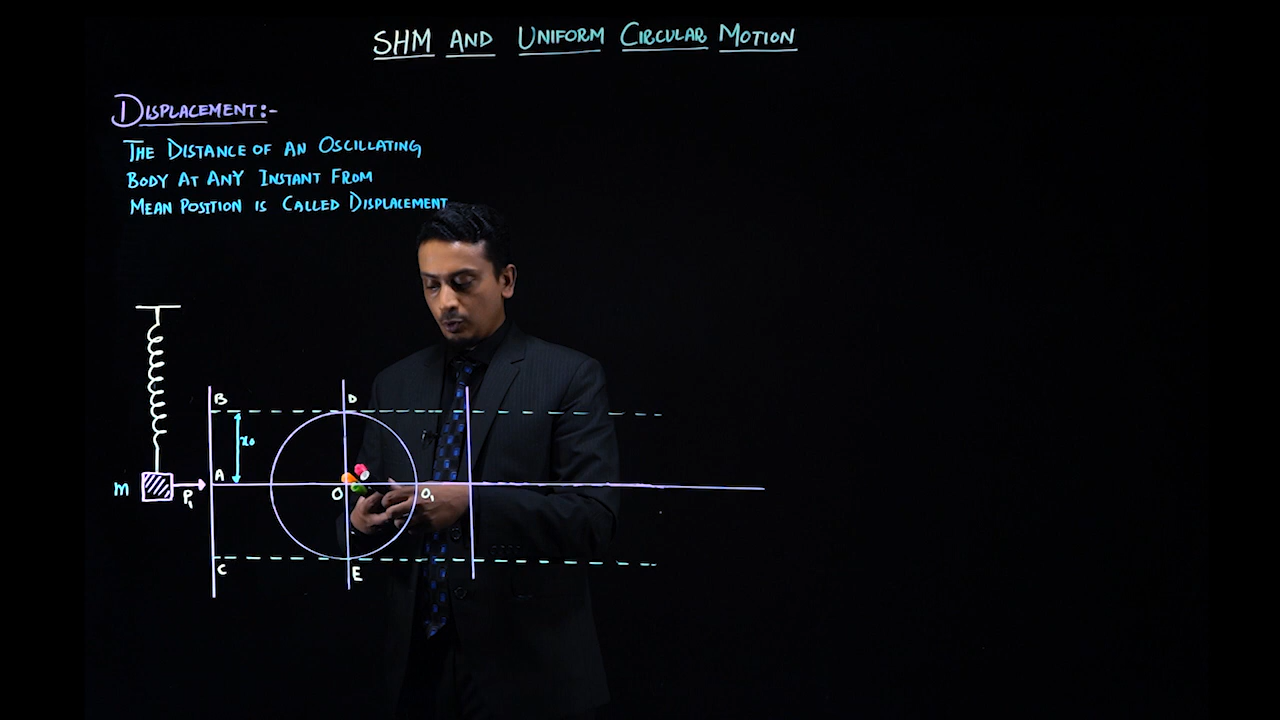 SHM AND UNIFORM CIRCULAR MOTION
DISPLACEMENT:-
THE DISTANCE OF AN OSCILLATING
BODY AT ANY INSTANT FROM
MEAN POSITION IS CALLED DISPLACEMENT
B D
x₀
A
m P₁ O O₁
C E